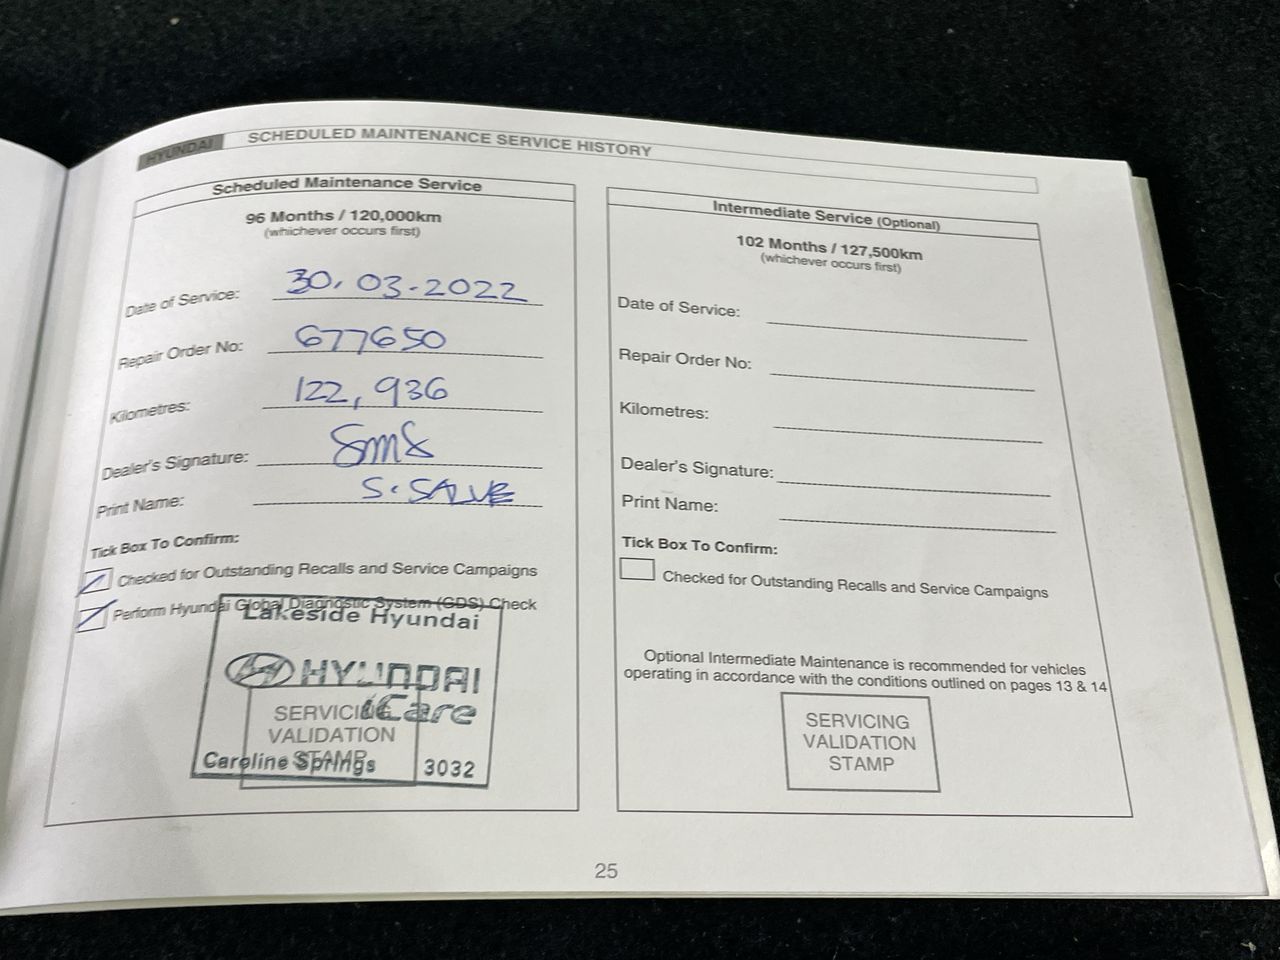 HYUNDAI
SCHEDULED MAINTENANCE SERVICE HISTORY
Scheduled Maintenance Service
96 Months / 120,000km
(whichever occurs first)
Date of Service: 30.03-2022
Repair Order No: 677650
Kilometres: 122,936
Dealer's Signature:
Print Name: S. SALVE
Tick Box To Confirm:
Checked for Outstanding Recalls and Service Campaigns
Perform Hyundai Global Diagnostic System (GDS) Check
Lakeside Hyundai
HYUNDAI
iCare
SERVICING
VALIDATION
STAMP
Caroline Springs 3032
Intermediate Service (Optional)
102 Months / 127,500km
(whichever occurs first)
Date of Service:
Repair Order No:
Kilometres:
Dealer's Signature:
Print Name:
Tick Box To Confirm:
Checked for Outstanding Recalls and Service Campaigns
Optional Intermediate Maintenance is recommended for vehicles
operating in accordance with the conditions outlined on pages 13 & 14
SERVICING
VALIDATION
STAMP
25